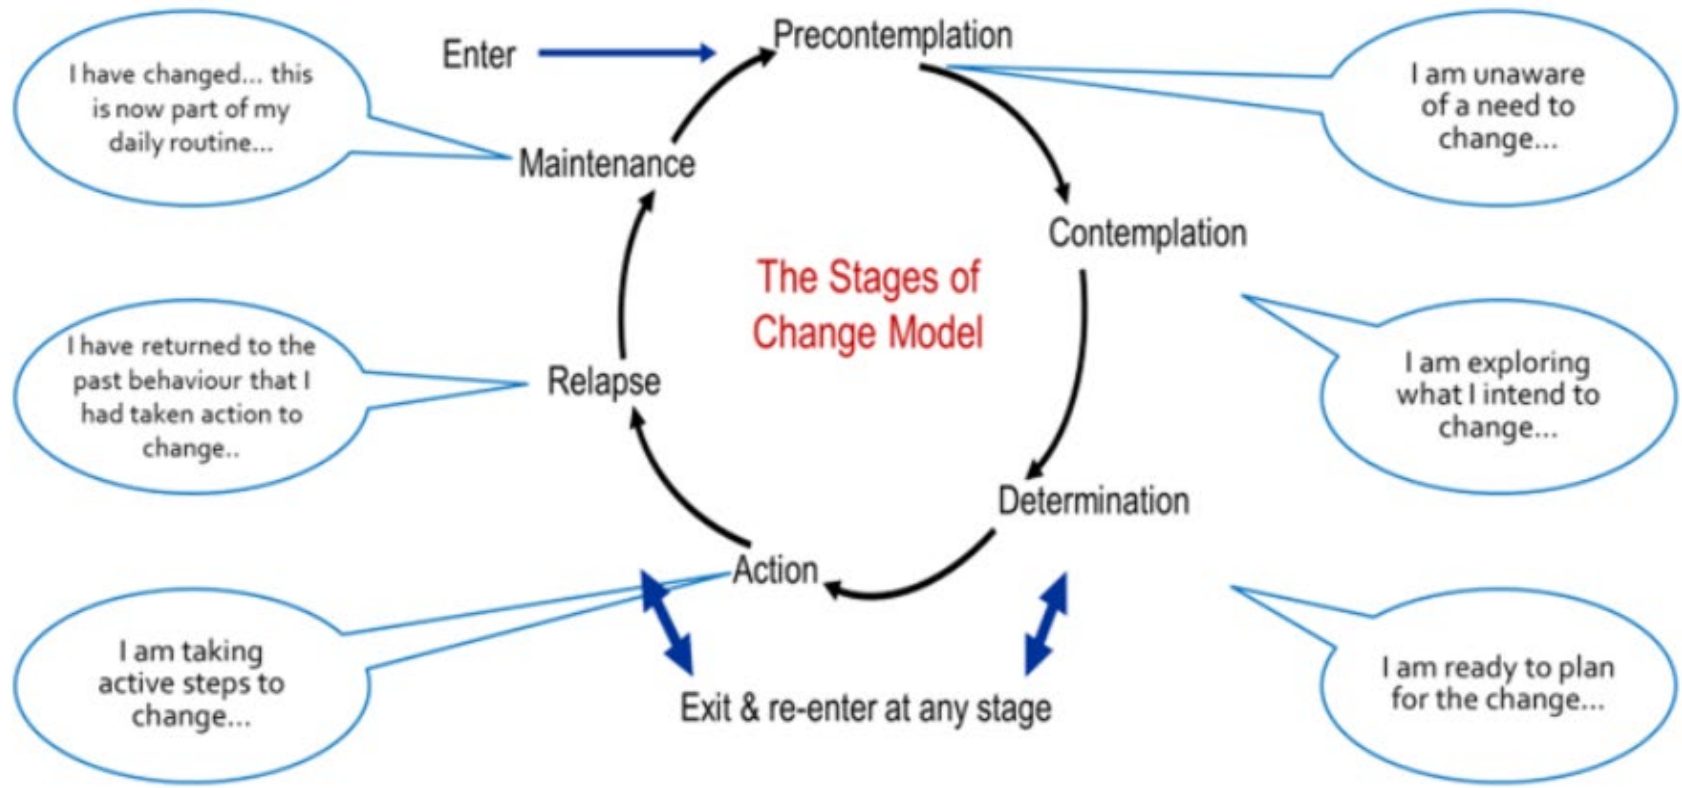 Enter
Precontemplation
I have changed... this
is now part of my
daily routine...
I am unaware
of a need to
change...
Maintenance
Contemplation
The Stages of
Change Model
I have returned to the
past behaviour that I
had taken action to
change..
Relapse
I am exploring
what I intend to
change...
Determination
Action
I am taking
active steps to
change...
Exit & re-enter at any stage
I am ready to plan
for the change...